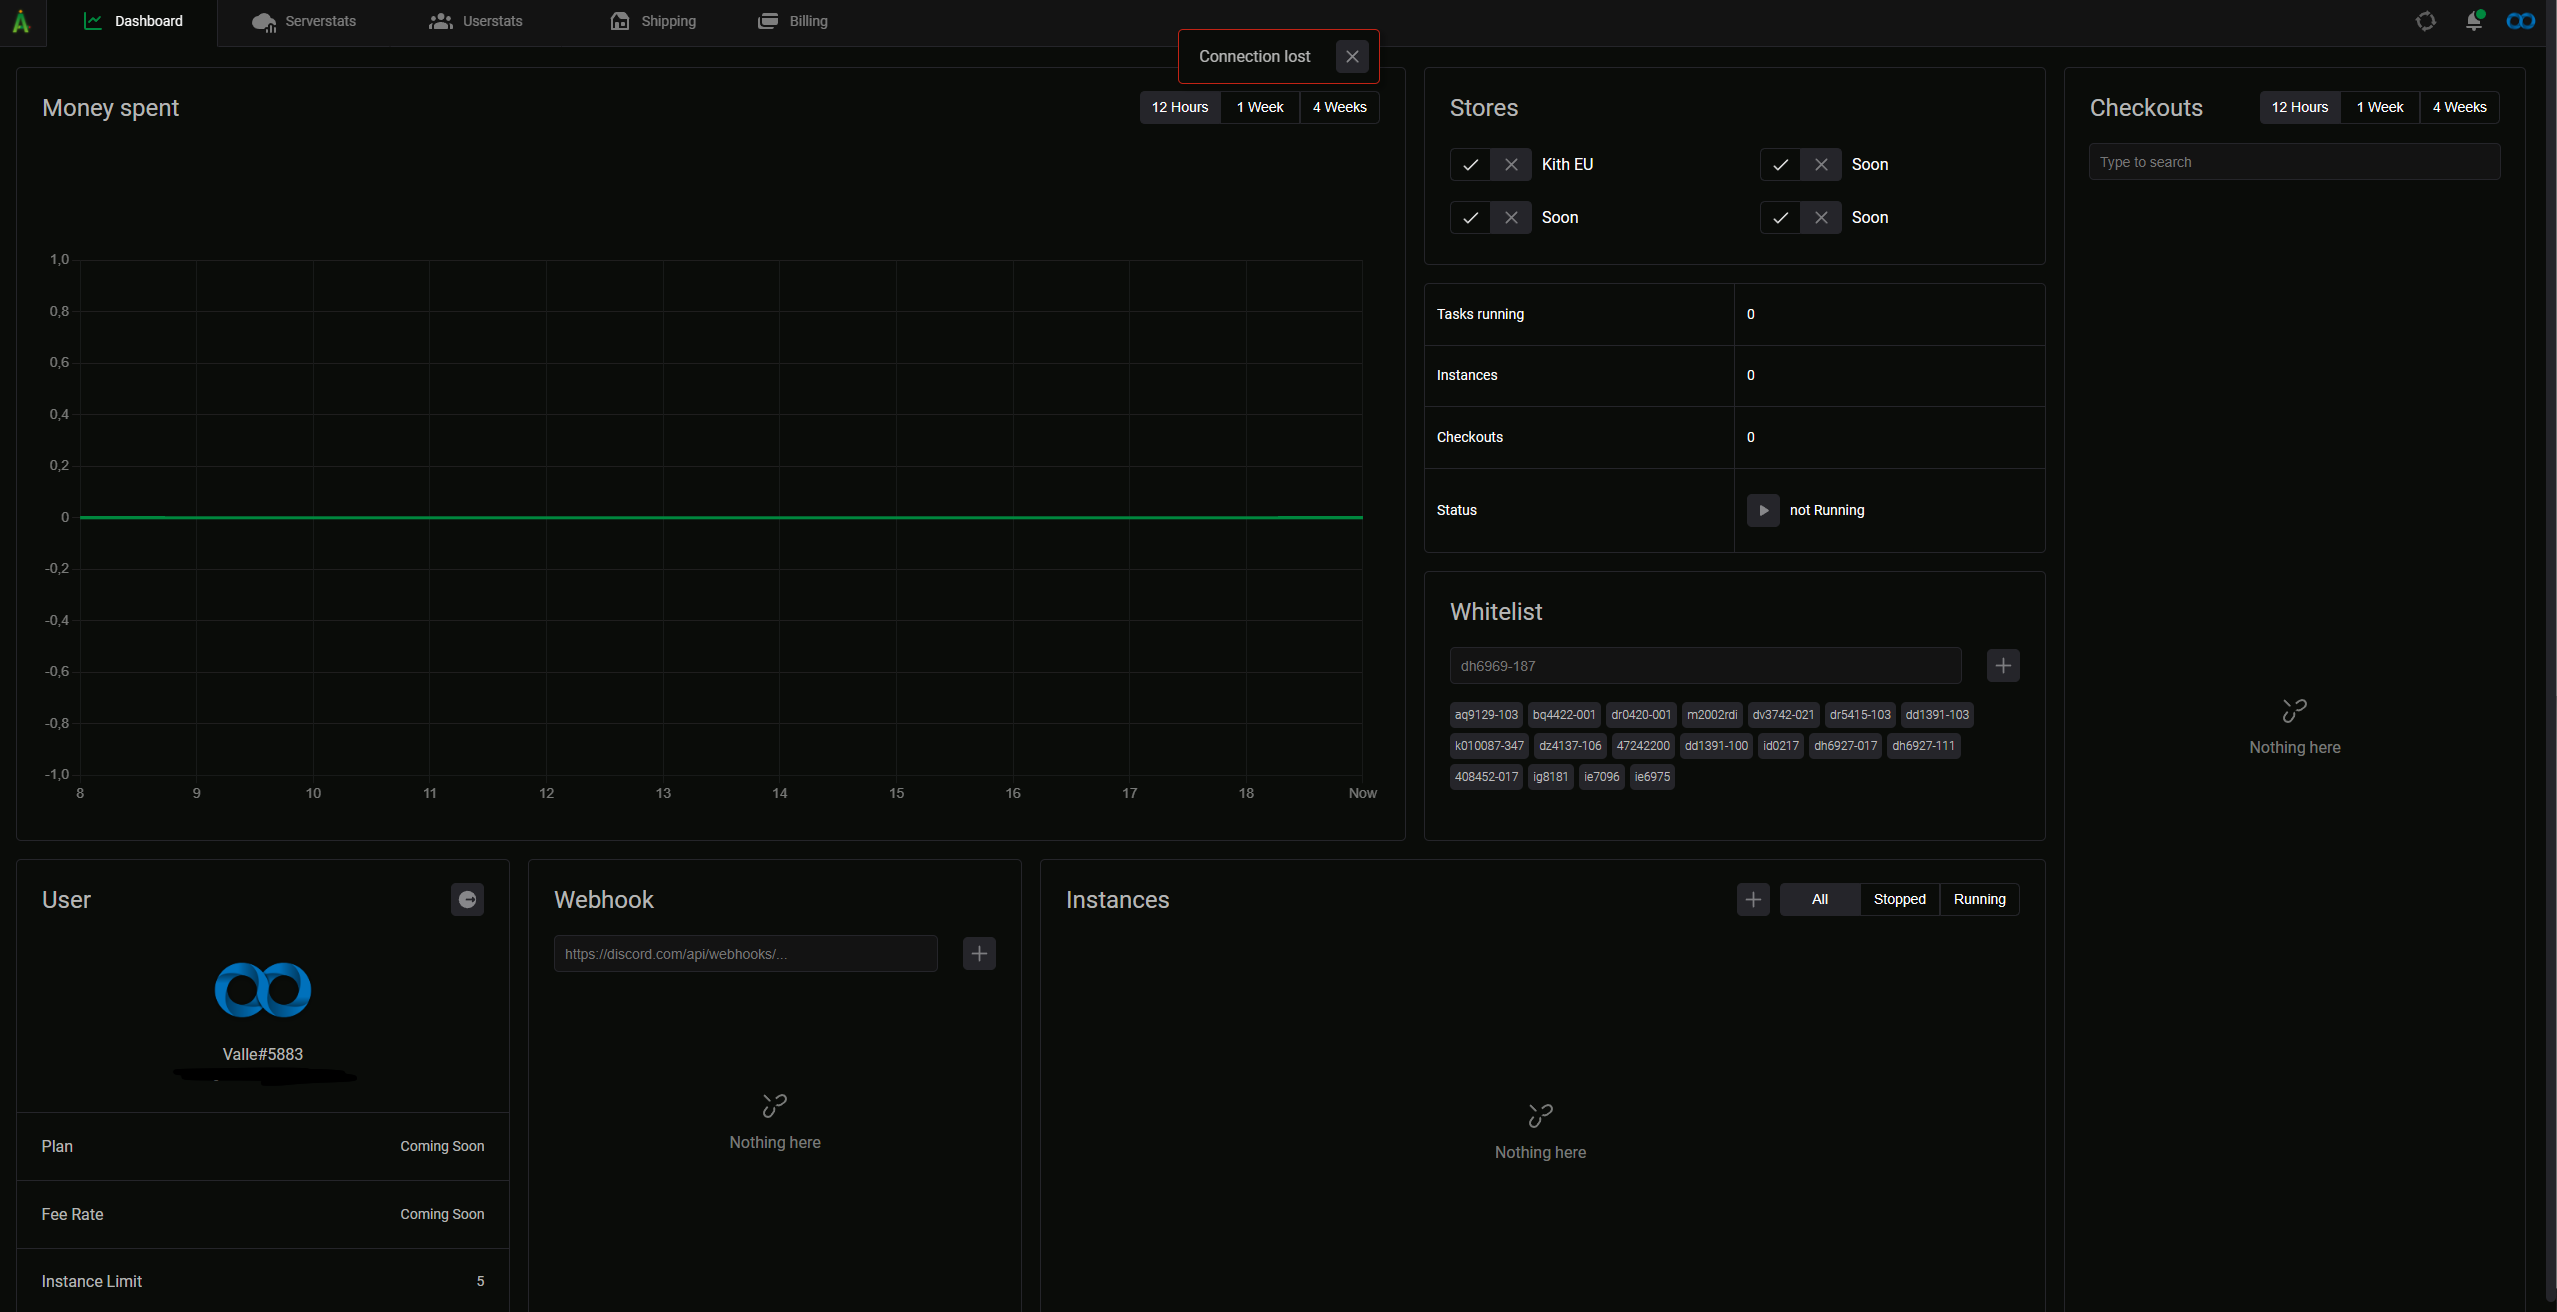 Dashboard
Serverstats
Userstats
Shipping
Billing
Connection lost
Money spent
12 Hours
1 Week
4 Weeks
1,0
0,8
0,6
0,4
0,2
0
-0,2
-0,4
-0,6
-0,8
-1,0
8 9 10 11 12 13 14 15 16 17 18 Now
Stores
Kith EU
Soon
Soon
Soon
Tasks running 0
Instances 0
Checkouts 0
Status not Running
Whitelist
dh6969-187
aq9129-103 bq4422-001 dr0420-001 m2002rdi dv3742-021 dr5415-103 dd1391-103
k010087-347 dz4137-106 47242200 dd1391-100 id0217 dh6927-017 dh6927-111
408452-017 ig8181 ie7096 ie6975
Checkouts
12 Hours
1 Week
4 Weeks
Type to search
Nothing here
User
Valle#5883
Plan Coming Soon
Fee Rate Coming Soon
Instance Limit 5
Webhook
https://discord.com/api/webhooks/...
Nothing here
Instances
All
Stopped
Running
Nothing here